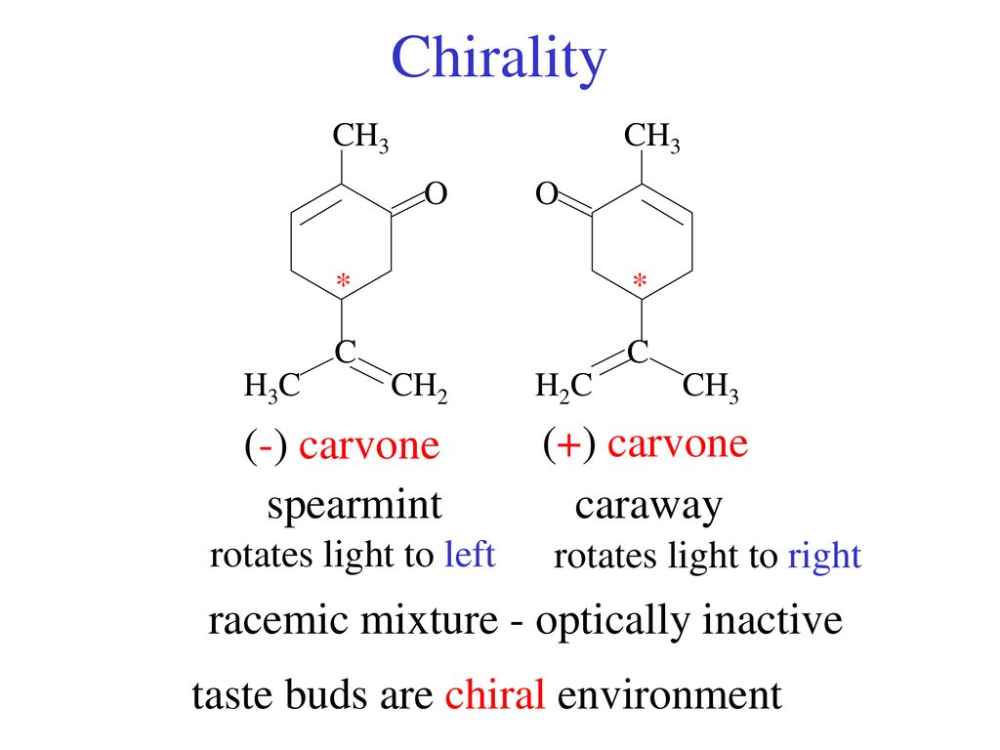 Chirality
CH3 CH3
O O
* *
C C
H3C CH2 H2C CH3
(-) carvone (+) carvone
spearmint caraway
rotates light to left rotates light to right
racemic mixture - optically inactive
taste buds are chiral environment